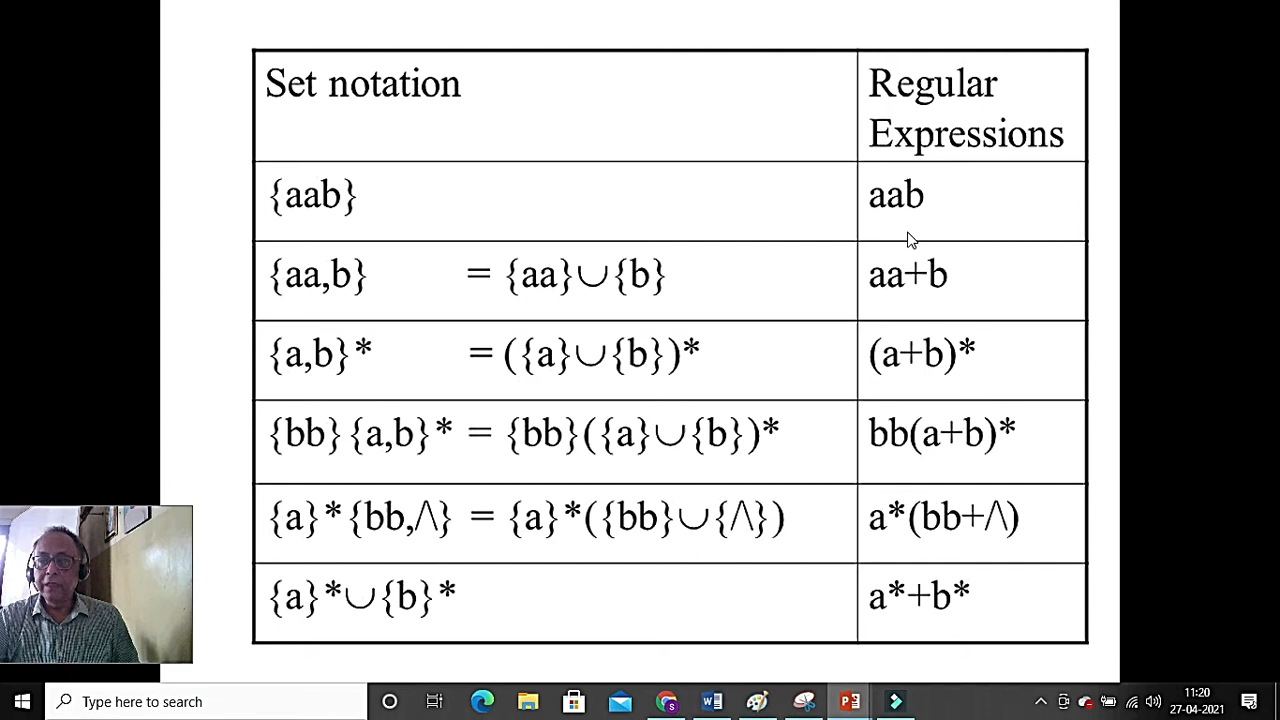 Set notation
Regular
Expressions
{aab}
aab
{aa,b} = {aa}∪{b}
aa+b
{a,b}* = ({a}∪{b})*
(a+b)*
{bb}{a,b}* = {bb}({a}∪{b})*
bb(a+b)*
{a}*{bb,/\} = {a}*({bb}∪{/\})
a*(bb+/\)
{a}*∪{b}*
a*+b*
Type here to search
11:20
27-04-2021